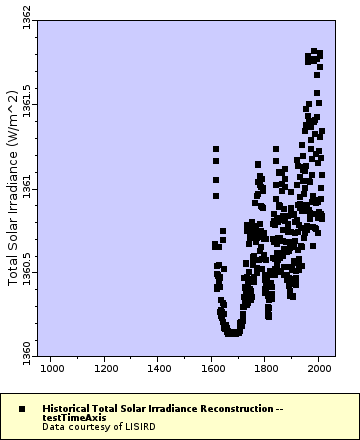 1362
1361.5
1361
1360.5
1360
Total Solar Irradiance (W/m^2)
1000 1200 1400 1600 1800 2000
Historical Total Solar Irradiance Reconstruction --
testTimeAxis
Data courtesy of LISIRD